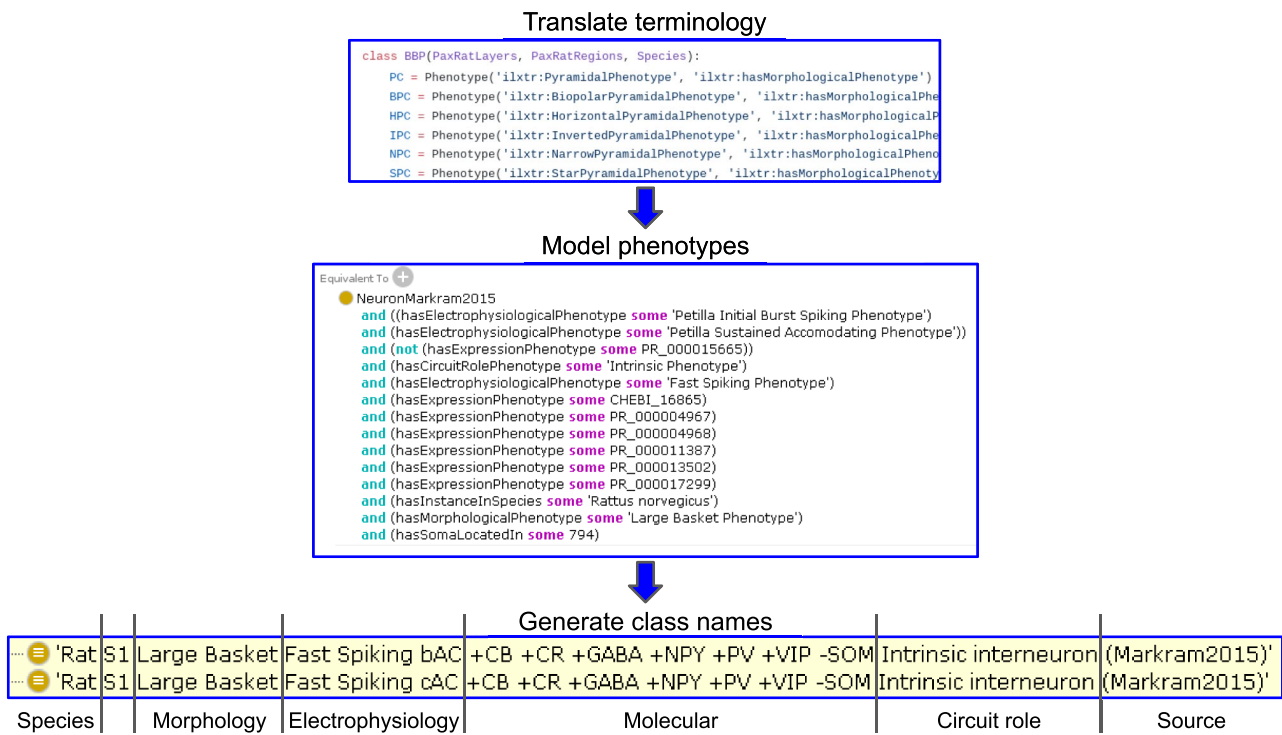 Translate terminology
class BBP(PaxRatLayers, PaxRatRegions, Species):
PC = Phenotype('ilxtr:PyramidalPhenotype', 'ilxtr:hasMorphologicalPhenotype')
BPC = Phenotype('ilxtr:BiopolarPyramidalPhenotype', 'ilxtr:hasMorphologicalPhe
HPC = Phenotype('ilxtr:HorizontalPyramidalPhenotype', 'ilxtr:hasMorphologicalP
IPC = Phenotype('ilxtr:InvertedPyramidalPhenotype', 'ilxtr:hasMorphologicalPhe
NPC = Phenotype('ilxtr:NarrowPyramidalPhenotype', 'ilxtr:hasMorphologicalPheno
SPC = Phenotype('ilxtr:StarPyramidalPhenotype', 'ilxtr:hasMorphologicalPhenoty
Model phenotypes
Equivalent To +
NeuronMarkram2015
and ((hasElectrophysiologicalPhenotype some 'Petilla Initial Burst Spiking Phenotype')
and (hasElectrophysiologicalPhenotype some 'Petilla Sustained Accomodating Phenotype'))
and (not (hasExpressionPhenotype some PR_000015665))
and (hasCircuitRolePhenotype some 'Intrinsic Phenotype')
and (hasElectrophysiologicalPhenotype some 'Fast Spiking Phenotype')
and (hasExpressionPhenotype some CHEBI_16865)
and (hasExpressionPhenotype some PR_000004967)
and (hasExpressionPhenotype some PR_000004968)
and (hasExpressionPhenotype some PR_000011387)
and (hasExpressionPhenotype some PR_000013502)
and (hasExpressionPhenotype some PR_000017299)
and (hasInstanceInSpecies some 'Rattus norvegicus')
and (hasMorphologicalPhenotype some 'Large Basket Phenotype')
and (hasSomaLocatedIn some 794)
Generate class names
'Rat S1 Large Basket Fast Spiking bAC +CB +CR +GABA +NPY +PV +VIP -SOM Intrinsic interneuron (Markram2015)'
'Rat S1 Large Basket Fast Spiking cAC +CB +CR +GABA +NPY +PV +VIP -SOM Intrinsic interneuron (Markram2015)'
Species Morphology Electrophysiology Molecular Circuit role Source